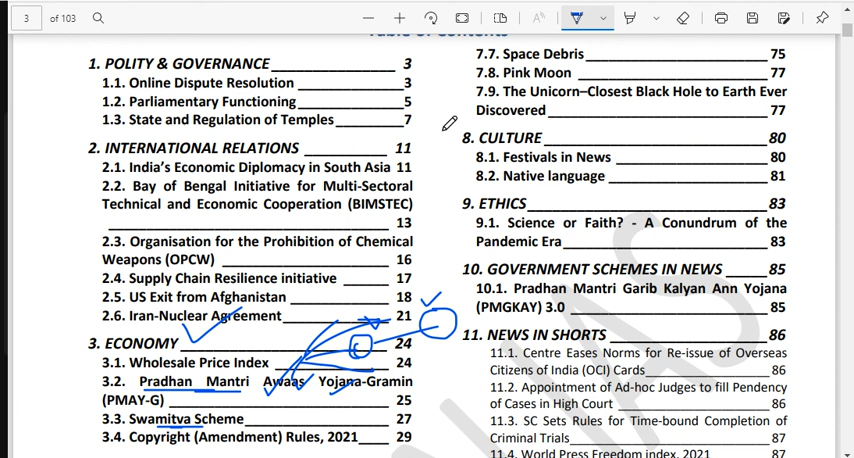 3 of 103
1. POLITY & GOVERNANCE 3
1.1. Online Dispute Resolution 3
1.2. Parliamentary Functioning 5
1.3. State and Regulation of Temples 7
2. INTERNATIONAL RELATIONS 11
2.1. India's Economic Diplomacy in South Asia 11
2.2. Bay of Bengal Initiative for Multi-Sectoral
Technical and Economic Cooperation (BIMSTEC)
13
2.3. Organisation for the Prohibition of Chemical
Weapons (OPCW) 16
2.4. Supply Chain Resilience initiative 17
2.5. US Exit from Afghanistan 18
2.6. Iran-Nuclear Agreement 21
3. ECONOMY 24
3.1. Wholesale Price Index 24
3.2. Pradhan Mantri Awaas Yojana-Gramin
(PMAY-G) 25
3.3. Swamitva Scheme 27
3.4. Copyright (Amendment) Rules, 2021 29
7.7. Space Debris 75
7.8. Pink Moon 77
7.9. The Unicorn–Closest Black Hole to Earth Ever
Discovered 77
8. CULTURE 80
8.1. Festivals in News 80
8.2. Native language 81
9. ETHICS 83
9.1. Science or Faith? - A Conundrum of the
Pandemic Era 83
10. GOVERNMENT SCHEMES IN NEWS 85
10.1. Pradhan Mantri Garib Kalyan Ann Yojana
(PMGKAY) 3.0 85
11. NEWS IN SHORTS 86
11.1. Centre Eases Norms for Re-issue of Overseas
Citizens of India (OCI) Cards 86
11.2. Appointment of Ad-hoc Judges to fill Pendency
of Cases in High Court 86
11.3. SC Sets Rules for Time-bound Completion of
Criminal Trials 87
11.4. World Press Freedom index, 2021 87